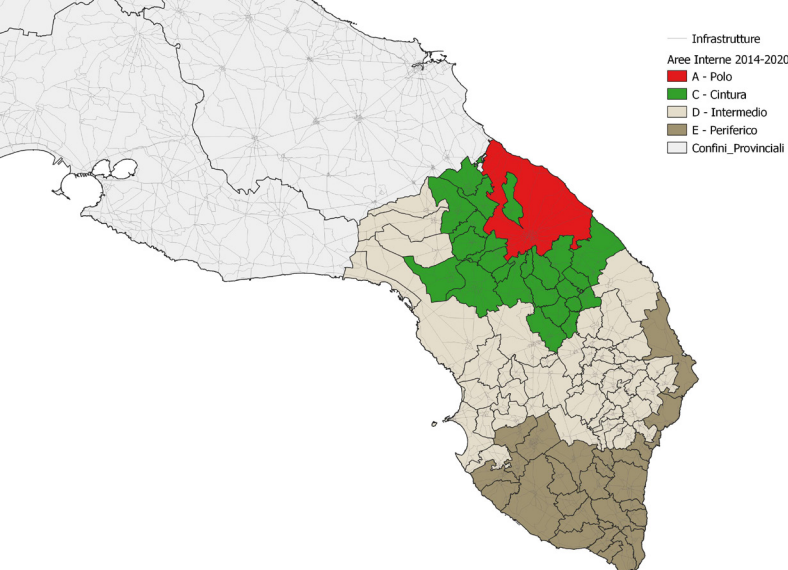 Infrastrutture
Aree Interne 2014-2020
A - Polo
C - Cintura
D - Intermedio
E - Periferico
Confini_Provinciali